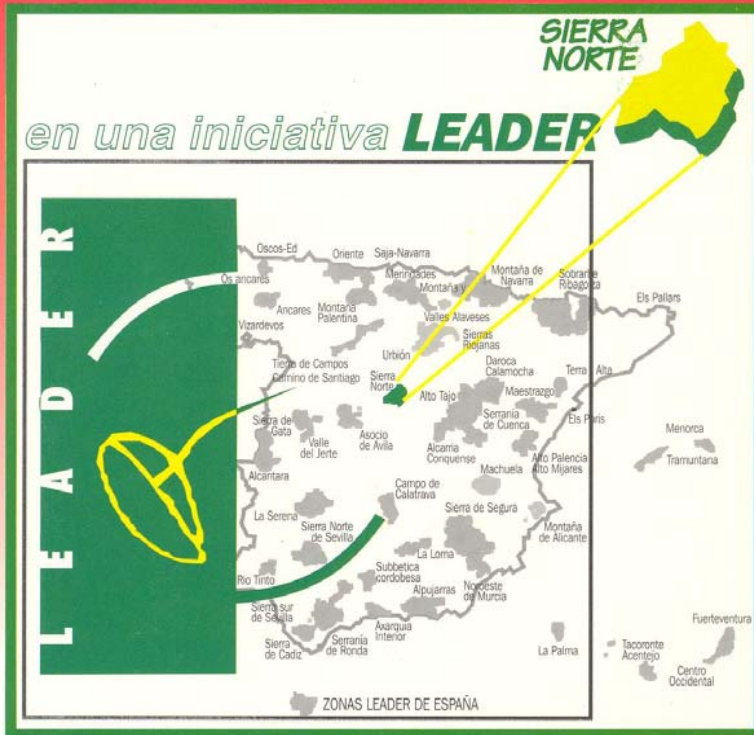 SIERRA
NORTE
en una iniciativa LEADER
LEADER
Oscos-Ed
Oriente
Saja-Navarra
Os ancares
Merindades
Montaña de
Navarra
Sobrarbe
Ribagorza
Ancares
Montaña
Palentina
Montaña y
Valles Alaveses
Els Pallars
Vizardevos
Sierras
Riojanas
Urbión
Tierra de Campos
Camino de Santiago
Sierra
Norte
Daroca
Calamocha
Terra Alta
Alto Tajo
Maestrazgo
Sierra de
Gata
Valle
del Jerte
Asocio
de Avila
Serranía
de Cuenca
Els Ports
Alcarria
Conquense
Menorca
Alcantara
Alto Palencia
Alto Mijares
Tramuntana
Machuela
Campo de
Calatrava
La Serena
Sierra de Segura
Sierra Norte
de Sevilla
Montaña
de Alicante
La Loma
Rio Tinto
Subbetica
cordobesa
Noroeste
de Murcia
Alpujarras
Sierra sur
de Sevilla
Axarquia
Interior
Sierra
de Cadiz
Serranía
de Ronda
La Palma
Fuerteventura
Tacoronte
Acentejo
Centro
Occidental
ZONAS LEADER DE ESPAÑA